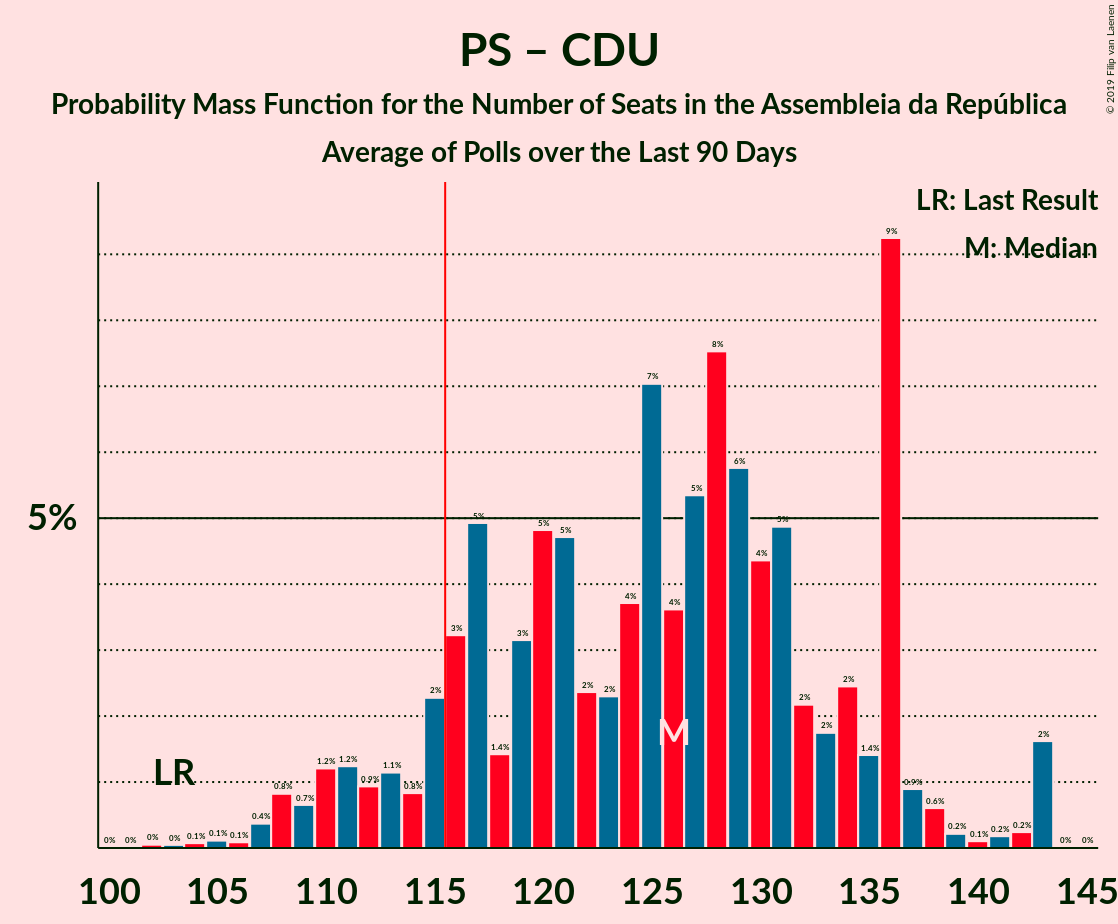 PS – CDU
Probability Mass Function for the Number of Seats in the Assembleia da República
Average of Polls over the Last 90 Days
© 2019 Filip van Laenen
LR: Last Result
M: Median
5%
LR
M
0% 0% 0% 0% 0.1% 0.1% 0.1% 0.4% 0.8% 0.7% 1.2% 1.2% 0.9% 1.1% 0.8% 2% 3% 5% 1.4% 3% 5% 5% 2% 2% 4% 7% 4% 5% 8% 6% 4% 5% 2% 2% 2% 1.4% 9% 0.9% 0.6% 0.2% 0.1% 0.2% 0.2% 2% 0% 0%
100 105 110 115 120 125 130 135 140 145